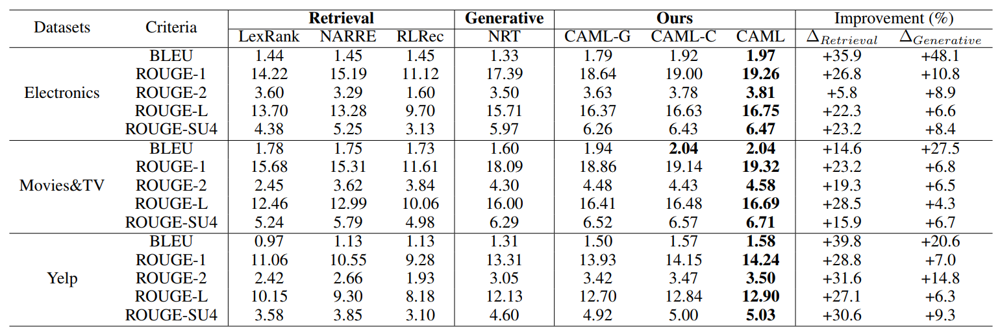 Datasets Criteria Retrieval Generative Ours Improvement (%)
LexRank NARRE RLRec NRT CAML-G CAML-C CAML Δ_Retrieval Δ_Generative
BLEU 1.44 1.45 1.45 1.33 1.79 1.92 1.97 +35.9 +48.1
ROUGE-1 14.22 15.19 11.12 17.39 18.64 19.00 19.26 +26.8 +10.8
Electronics ROUGE-2 3.60 3.29 1.60 3.50 3.63 3.78 3.81 +5.8 +8.9
ROUGE-L 13.70 13.28 9.70 15.71 16.37 16.63 16.75 +22.3 +6.6
ROUGE-SU4 4.38 5.25 3.13 5.97 6.26 6.43 6.47 +23.2 +8.4
BLEU 1.78 1.75 1.73 1.60 1.94 2.04 2.04 +14.6 +27.5
ROUGE-1 15.68 15.31 11.61 18.09 18.86 19.14 19.32 +23.2 +6.8
Movies&TV ROUGE-2 2.45 3.62 3.84 4.30 4.48 4.43 4.58 +19.3 +6.5
ROUGE-L 12.46 12.99 10.06 16.00 16.41 16.48 16.69 +28.5 +4.3
ROUGE-SU4 5.24 5.79 4.98 6.29 6.52 6.57 6.71 +15.9 +6.7
BLEU 0.97 1.13 1.13 1.31 1.50 1.57 1.58 +39.8 +20.6
ROUGE-1 11.06 10.55 9.28 13.31 13.93 14.15 14.24 +28.8 +7.0
Yelp ROUGE-2 2.42 2.66 1.93 3.05 3.42 3.47 3.50 +31.6 +14.8
ROUGE-L 10.15 9.30 8.18 12.13 12.70 12.84 12.90 +27.1 +6.3
ROUGE-SU4 3.58 3.85 3.10 4.60 4.92 5.00 5.03 +30.6 +9.3